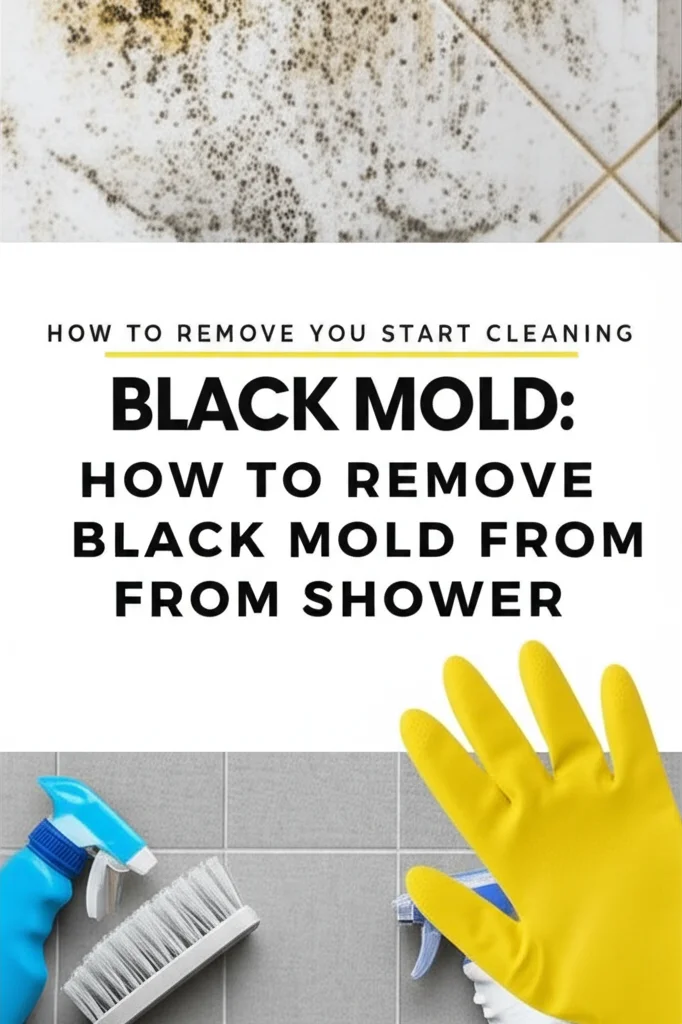 HOW TO REMOVE YOU START CLEANING
BLACK MOLD:
HOW TO REMOVE
BLACK MOLD FROM
FROM SHOWER